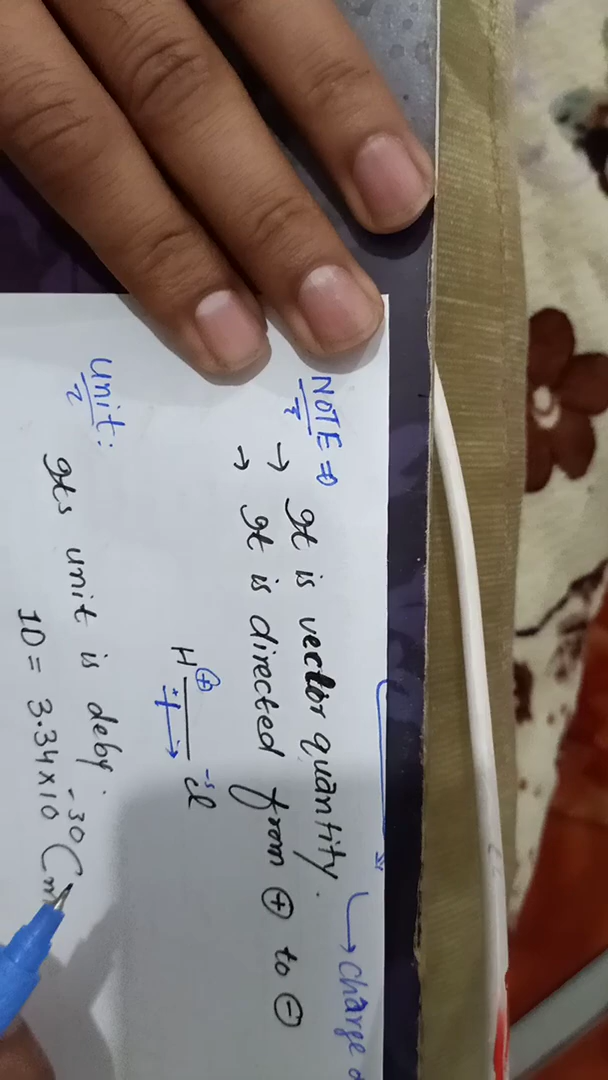 → charge
NOTE ⇒
→ It is vector quantity.
→ It is directed from ⊕ to ⊖
H⊕ — Cl
Unit:
Its unit is deby.
1D = 3.34×10⁻³⁰ Cm